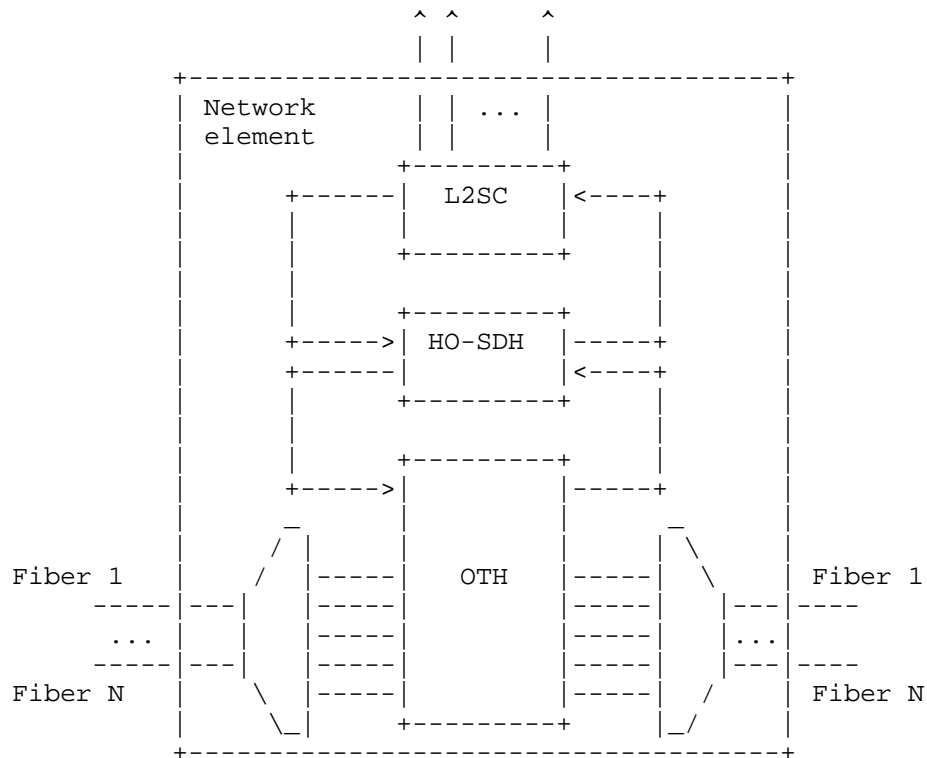 Network
...
element
L2SC
HO-SDH
Fiber 1
OTH
Fiber 1
...
...
Fiber N
Fiber N